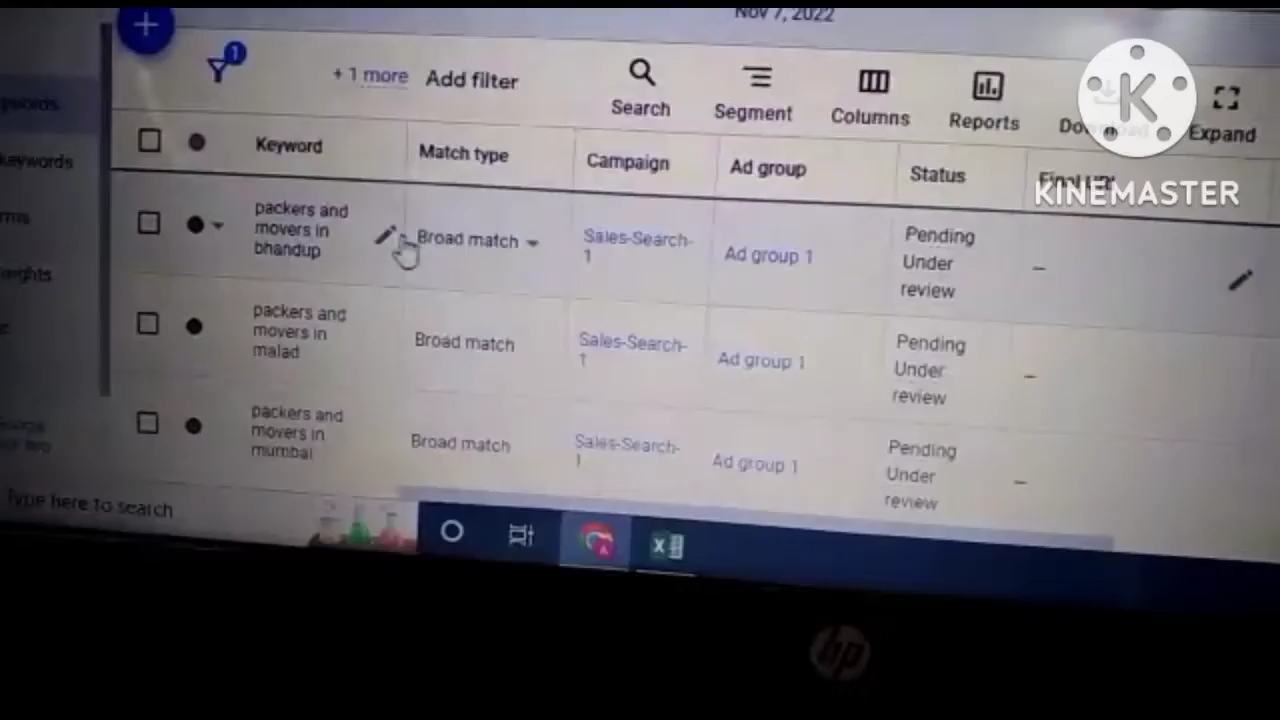 Nov 7, 2022
1
+ 1 more Add filter
Search Segment Columns Reports Expand
K
KINEMASTER
keywords
Keyword Match type Campaign Ad group Status
packers and
movers in
bhandup
Broad match
Sales-Search-
1
Ad group 1
Pending
Under
review
–
packers and
movers in
malad
Broad match
Sales-Search-
1
Ad group 1
Pending
Under
review
–
packers and
movers in
mumbai
Broad match
Sales-Search-
1
Ad group 1
Pending
Under
review
–
Type here to search
hp